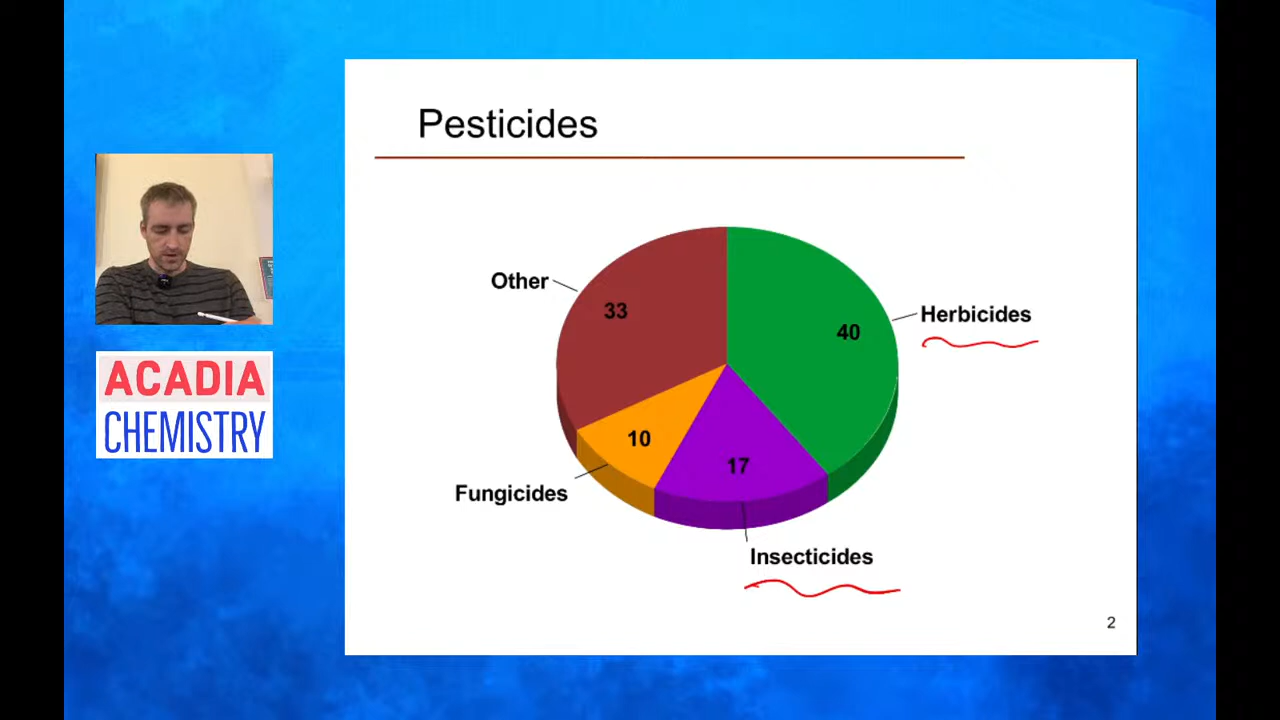 Pesticides
Other
33
40
Herbicides
10
17
Fungicides
Insecticides
2
ACADIA
CHEMISTRY